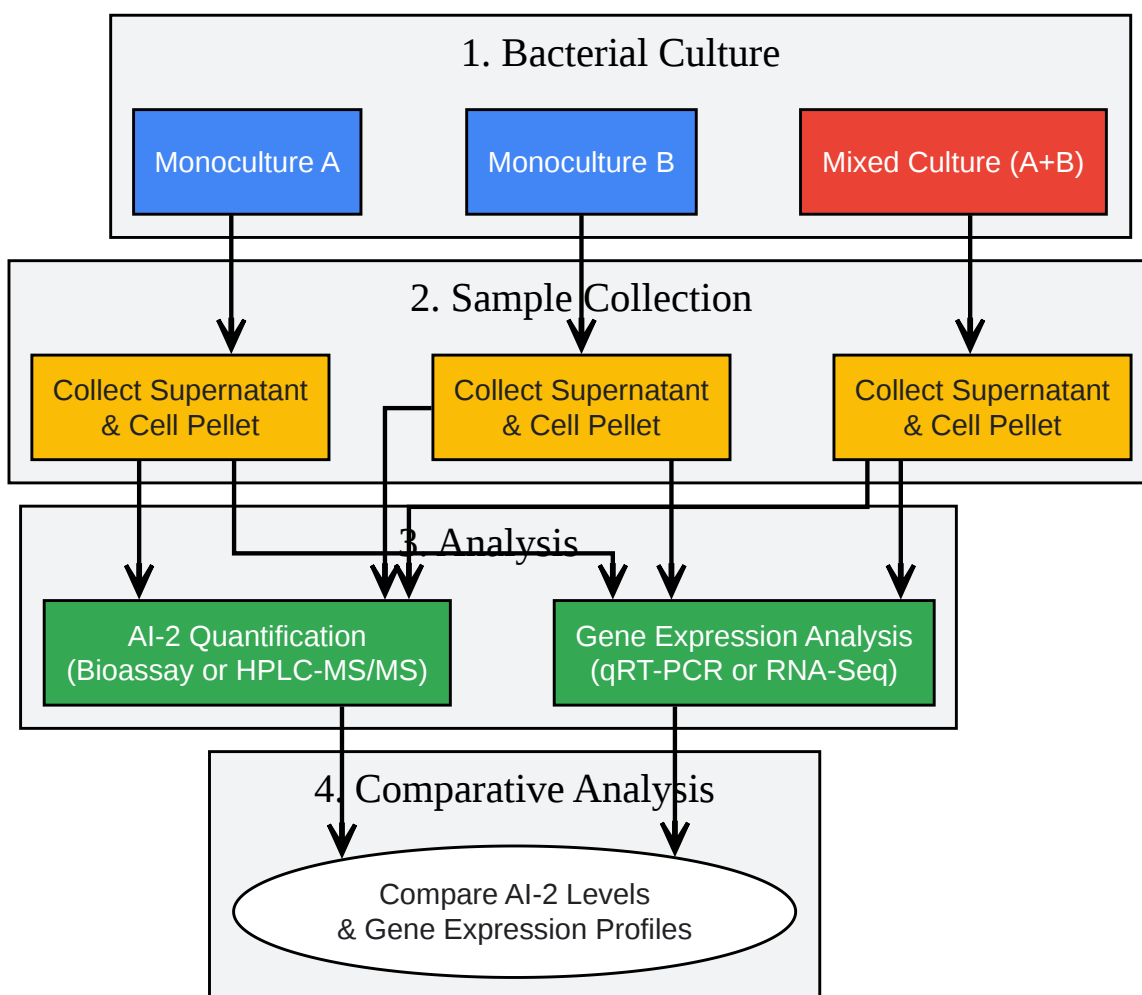 1. Bacterial Culture
Monoculture A
Monoculture B
Mixed Culture (A+B)
2. Sample Collection
Collect Supernatant
& Cell Pellet
Collect Supernatant
& Cell Pellet
Collect Supernatant
& Cell Pellet
3. Analysis
AI-2 Quantification
(Bioassay or HPLC-MS/MS)
Gene Expression Analysis
(qRT-PCR or RNA-Seq)
4. Comparative Analysis
Compare AI-2 Levels
& Gene Expression Profiles